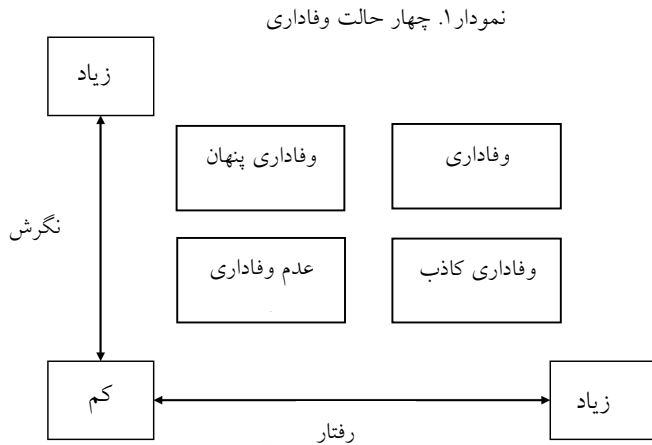 نمودار۱. چهار حالت وفاداری
زیاد
وفاداری
وفاداری پنهان
نگرش
وفاداری کاذب
عدم وفاداری
کم
زیاد
رفتار